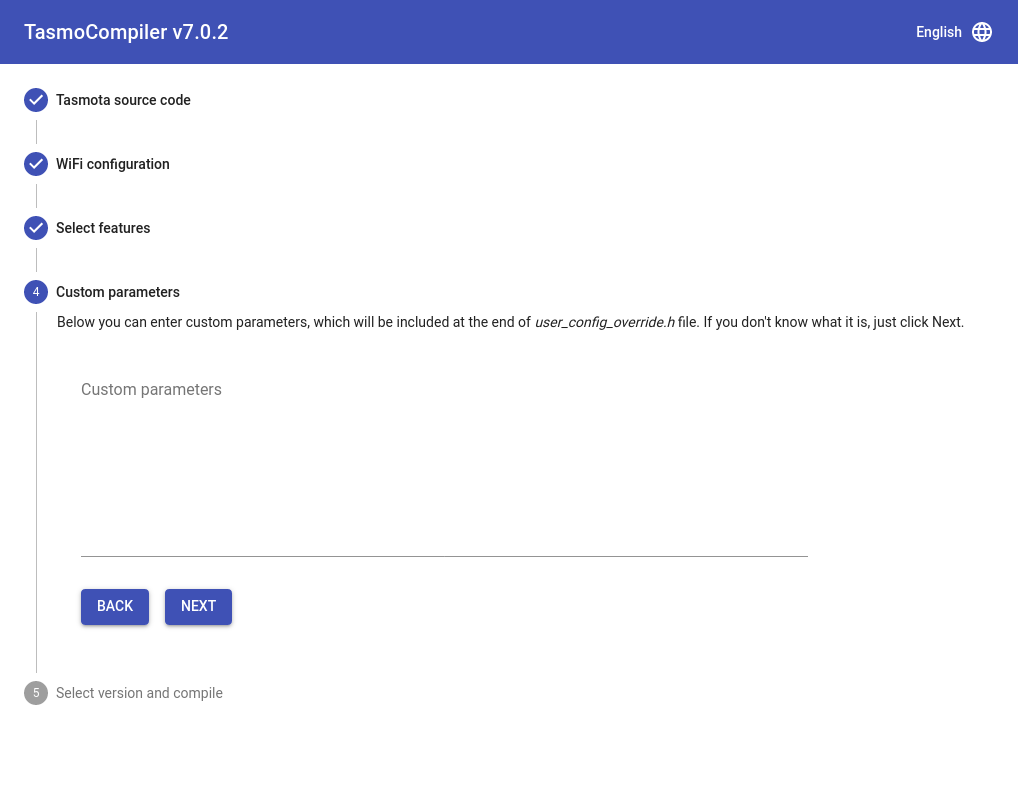 TasmoCompiler v7.0.2
English
Tasmota source code
WiFi configuration
Select features
4 Custom parameters
Below you can enter custom parameters, which will be included at the end of user_config_override.h file. If you don't know what it is, just click Next.
Custom parameters
BACK NEXT
5 Select version and compile